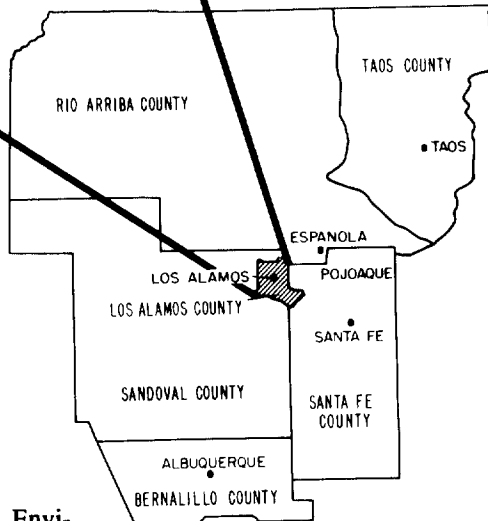 TAOS COUNTY
RIO ARRIBA COUNTY
TAOS
ESPANOLA
LOS ALAMOS
POJOAQUE
LOS ALAMOS COUNTY
SANTA FE
SANDOVAL COUNTY
SANTA FE
COUNTY
ALBUQUERQUE
BERNALILLO COUNTY
Envi-